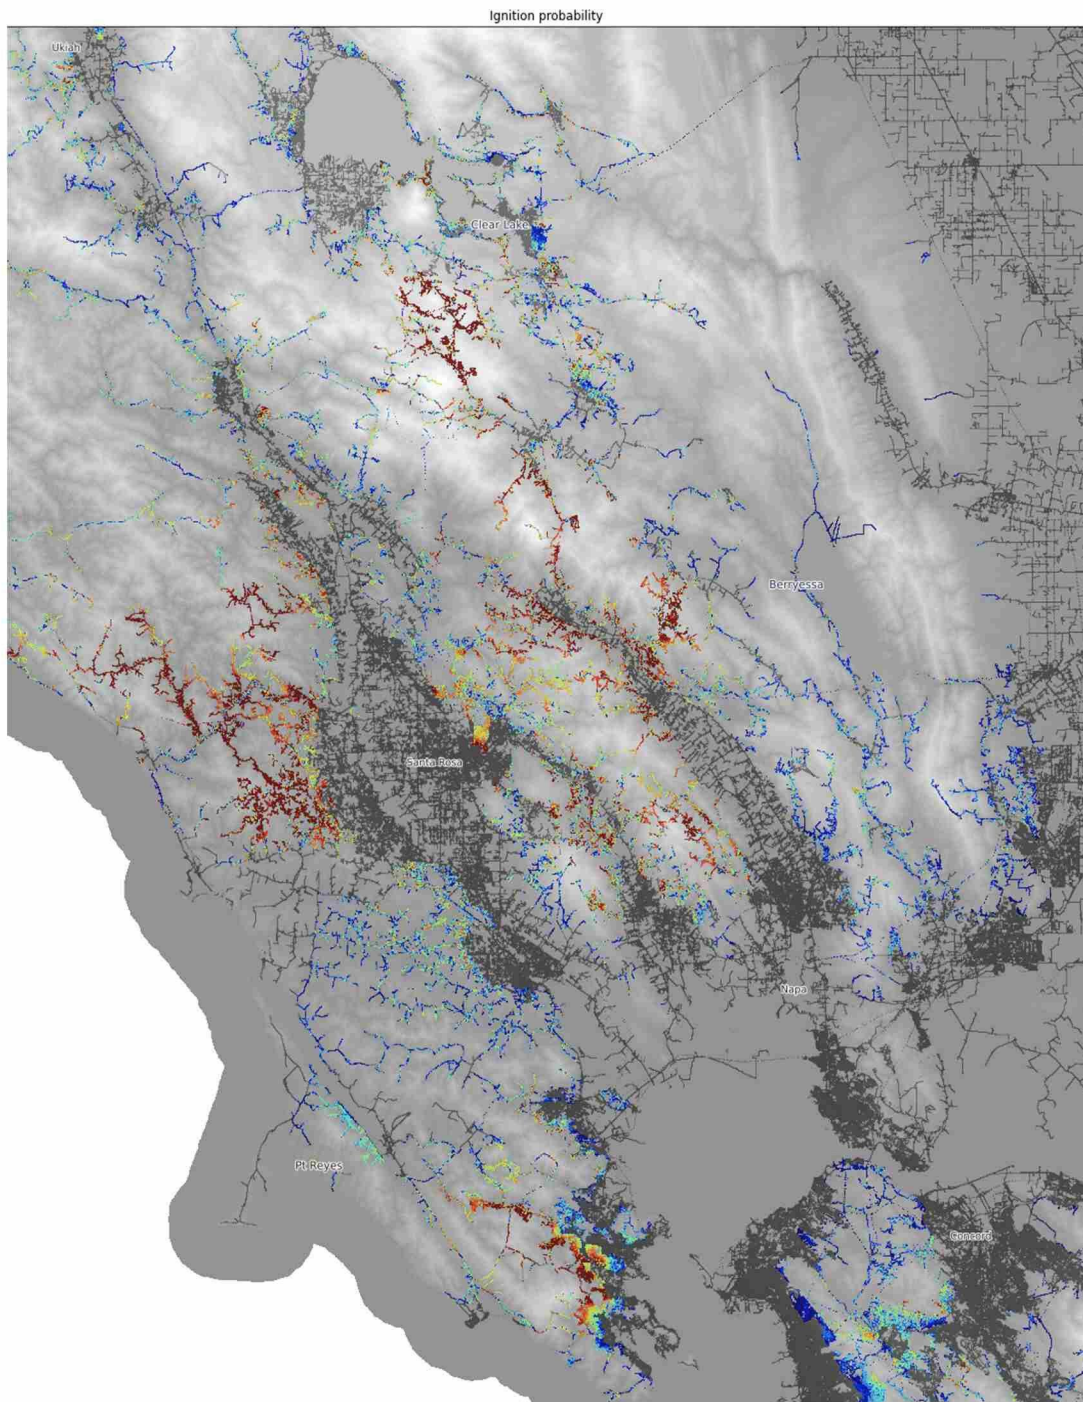 Ignition probability
Ukiah
Clear Lake
Berryessa
Santa Rosa
Napa
Pt Reyes
Concord